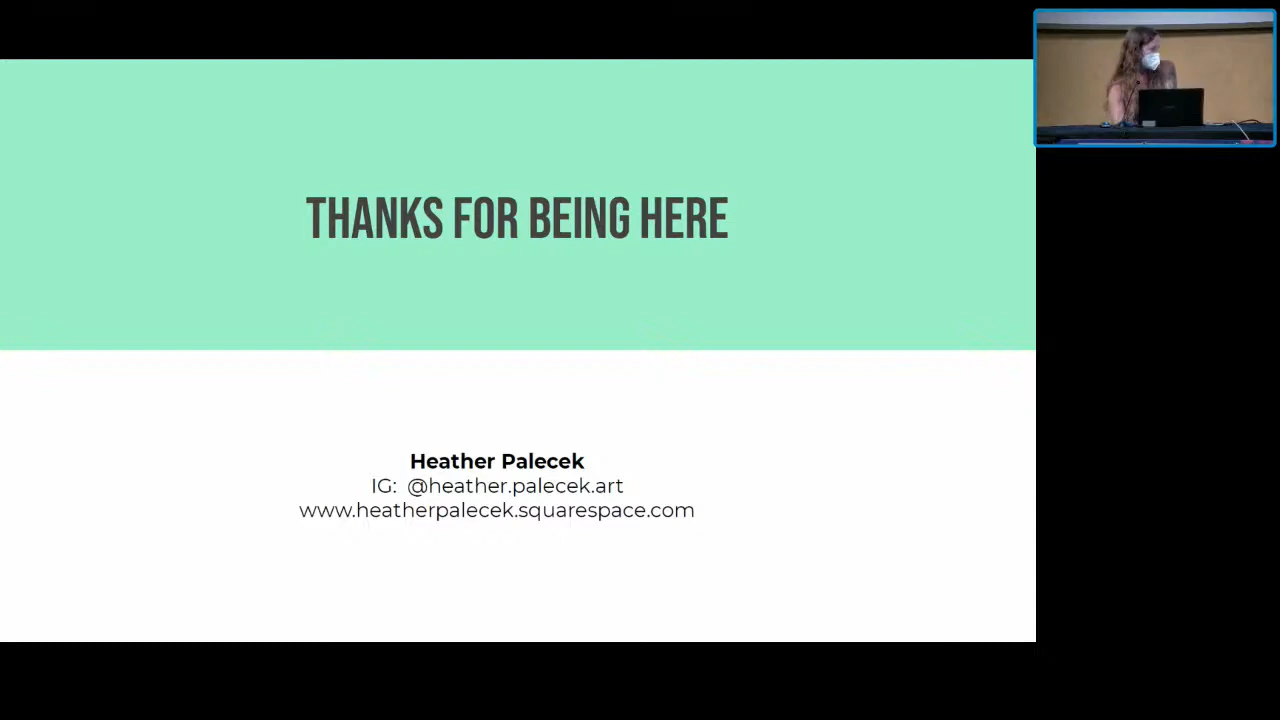 THANKS FOR BEING HERE
Heather Palecek
IG: @heather.palecek.art
www.heatherpalecek.squarespace.com